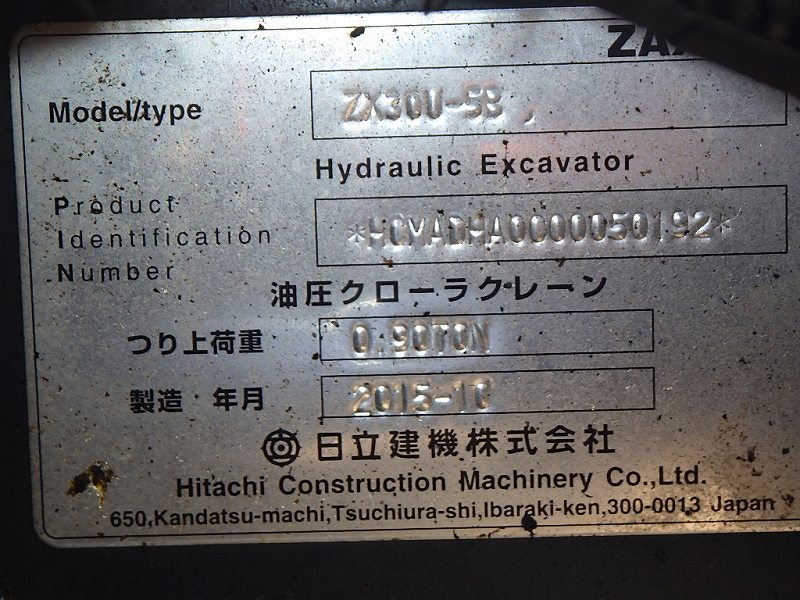 ZAX
Model/type ZX30U-5B
Hydraulic Excavator
Product
Identification
Number
*HCMADHA0C00050192*
油圧クローラクレーン
つり上荷重 0.90TON
製造 年月 2015-10
日立建機株式会社
Hitachi Construction Machinery Co.,Ltd.
650,Kandatsu-machi,Tsuchiura-shi,Ibaraki-ken,300-0013 Japan